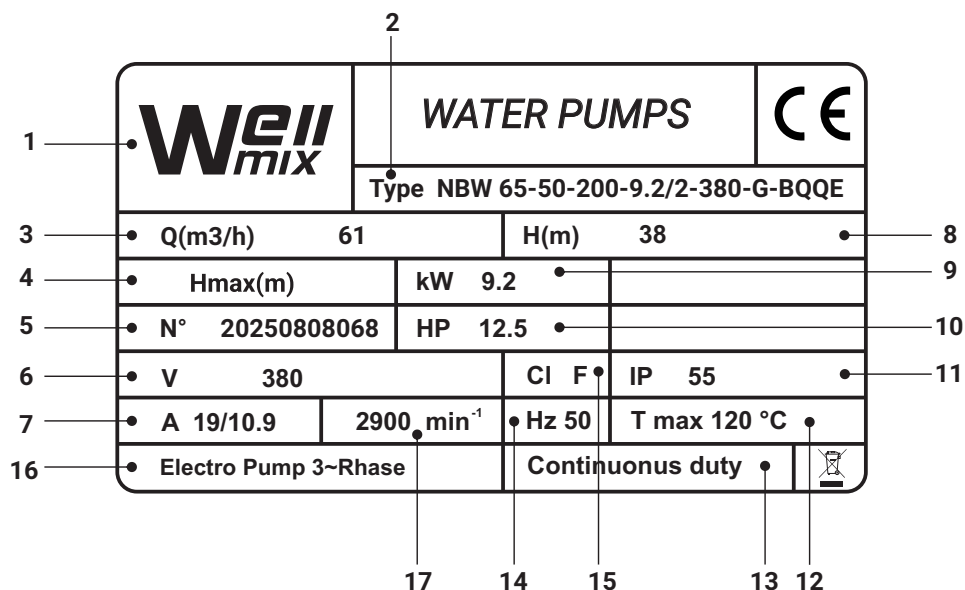 2
Well mix
WATER PUMPS
CE
1
Type NBW 65-50-200-9.2/2-380-G-BQQE
3 Q(m3/h) 61 H(m) 38 8
4 Hmax(m) kW 9.2 9
5 N° 20250808068 HP 12.5 10
6 V 380 Cl F IP 55 11
7 A 19/10.9 2900 min⁻¹ Hz 50 T max 120 °C
16 Electro Pump 3~Rhase Continuonus duty
17 14 15 13 12